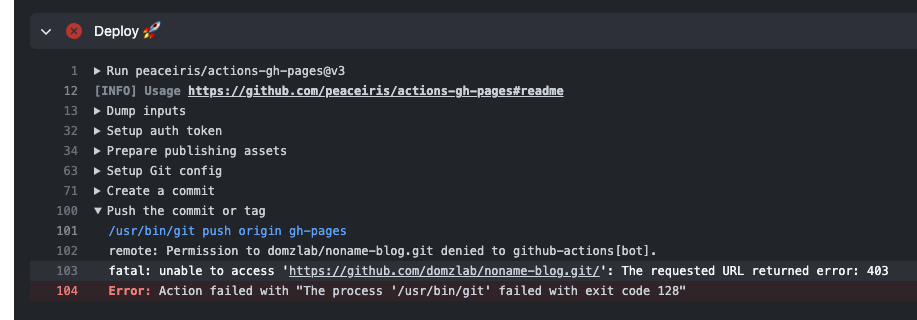 Deploy 🚀
1 ▶ Run peaceiris/actions-gh-pages@v3
12 [INFO] Usage https://github.com/peaceiris/actions-gh-pages#readme
13 ▶ Dump inputs
32 ▶ Setup auth token
34 ▶ Prepare publishing assets
63 ▶ Setup Git config
71 ▶ Create a commit
100 ▼ Push the commit or tag
101 /usr/bin/git push origin gh-pages
102 remote: Permission to domzlab/noname-blog.git denied to github-actions[bot].
103 fatal: unable to access 'https://github.com/domzlab/noname-blog.git/': The requested URL returned error: 403
104 Error: Action failed with "The process '/usr/bin/git' failed with exit code 128"